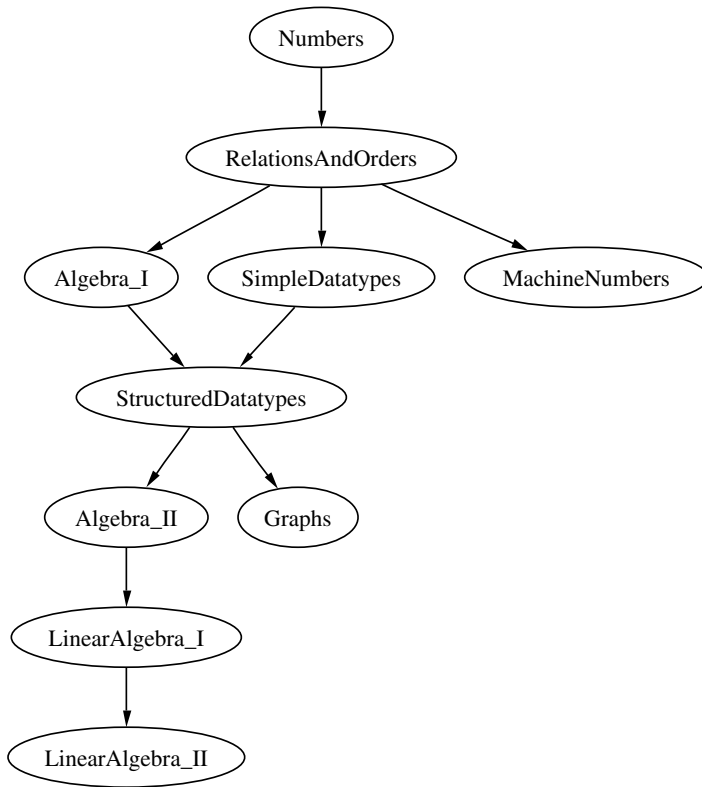 Numbers
RelationsAndOrders
Algebra_I
SimpleDatatypes
MachineNumbers
StructuredDatatypes
Algebra_II
Graphs
LinearAlgebra_I
LinearAlgebra_II